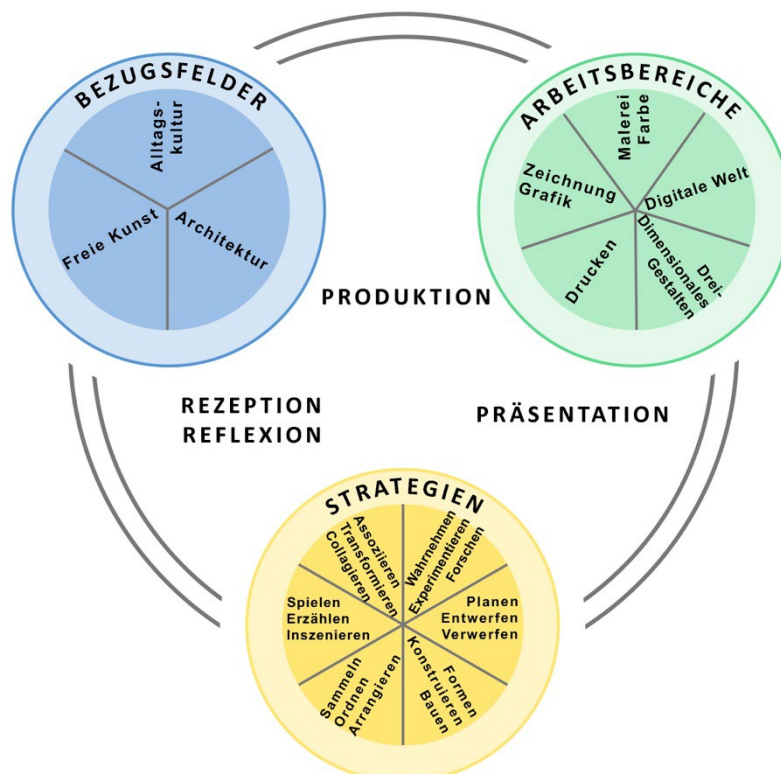 BEZUGSFELDER
Alltags-
kultur
Freie Kunst
Architektur
ARBEITSBEREICHE
Malerei
Farbe
Zeichnung
Grafik
Digitale Welt
Drucken
Drei-
Dimensionales
Gestalten
PRODUKTION
REZEPTION
REFLEXION
PRÄSENTATION
STRATEGIEN
Assoziieren
Transformieren
Collagieren
Wahrnehmen
Experimentieren
Forschen
Spielen
Erzählen
Inszenieren
Planen
Entwerfen
Verwerfen
Sammeln
Ordnen
Arrangieren
Formen
Konstruieren
Bauen